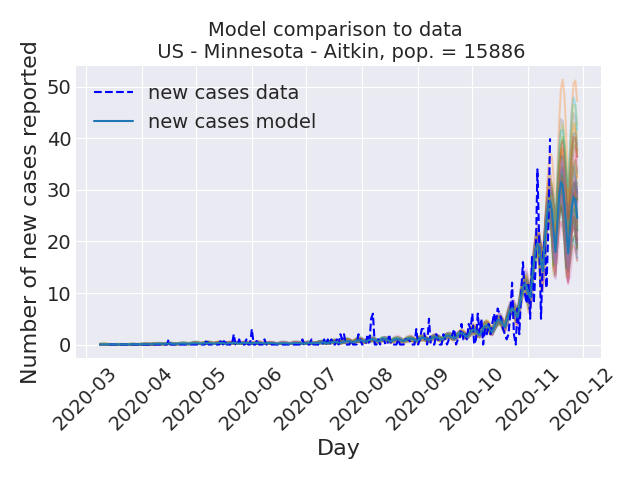 Model comparison to data
US - Minnesota - Aitkin, pop. = 15886
Number of new cases reported
50
40
30
20
10
0
new cases data
new cases model
2020-03
2020-04
2020-05
2020-06
2020-07
2020-08
2020-09
2020-10
2020-11
2020-12
Day